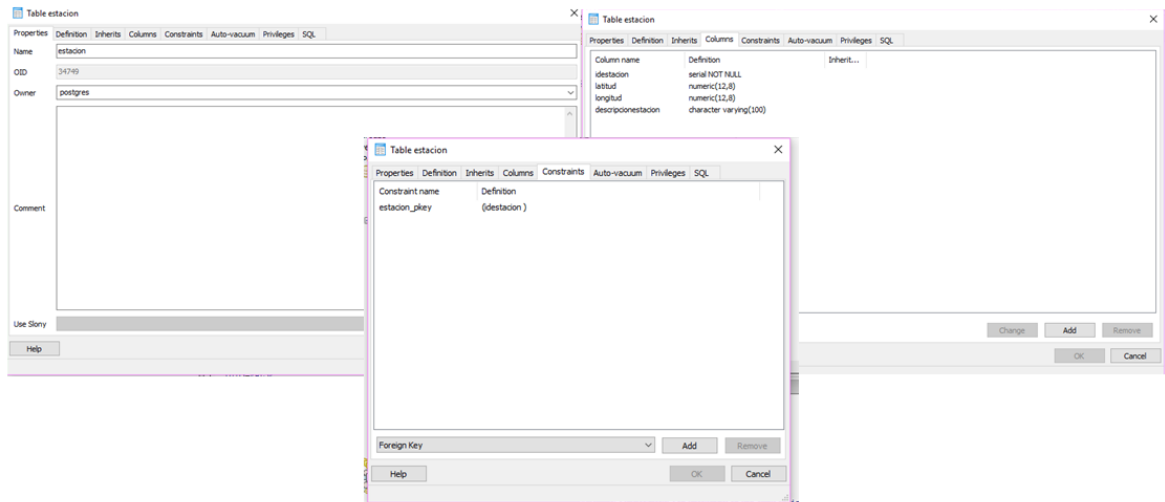 Table estacion
Properties Definition Inherits Columns Constraints Auto-vacuum Privileges SQL
Name estacion
OID 34749
Owner postgres
Comment
Use Slony
Help
Table estacion
Properties Definition Inherits Columns Constraints Auto-vacuum Privileges SQL
Column name Definition Inherit...
idestacion serial NOT NULL
latitud numeric(12,8)
longitud numeric(12,8)
descripcionestacion character varying(100)
Change Add Remove
OK Cancel
Table estacion
Properties Definition Inherits Columns Constraints Auto-vacuum Privileges SQL
Constraint name Definition
estacion_pkey (idestacion )
Foreign Key Add Remove
Help OK Cancel